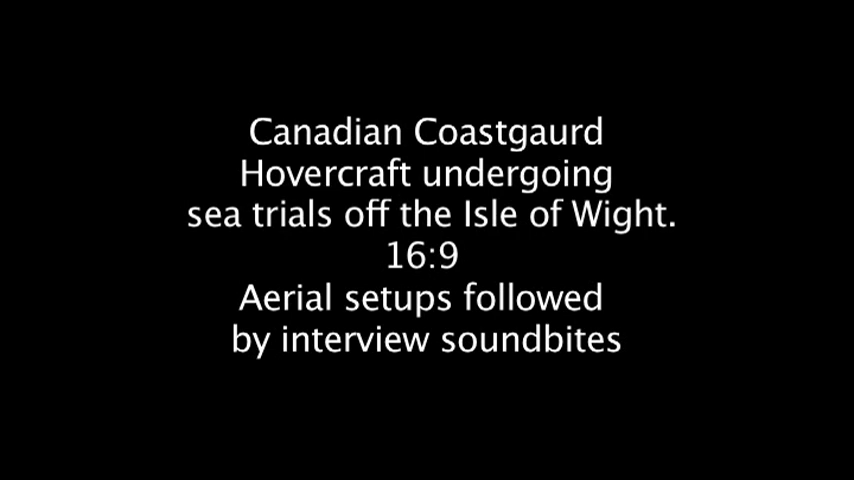 Canadian Coastgaurd
Hovercraft undergoing
sea trials off the Isle of Wight.
16:9
Aerial setups followed
by interview soundbites